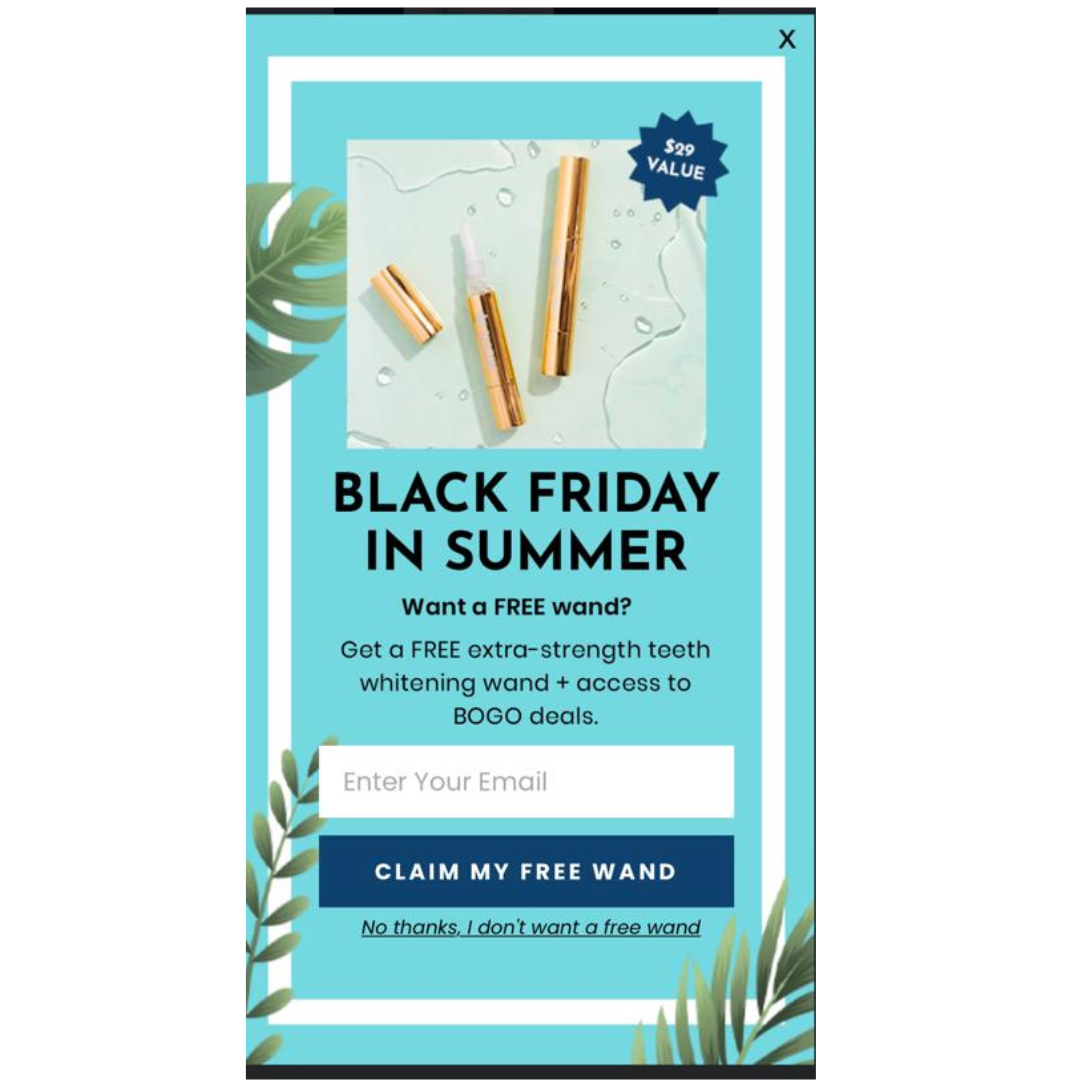 X
$29
VALUE
BLACK FRIDAY
IN SUMMER
Want a FREE wand?
Get a FREE extra-strength teeth
whitening wand + access to
BOGO deals.
Enter Your Email
CLAIM MY FREE WAND
No thanks, I don't want a free wand